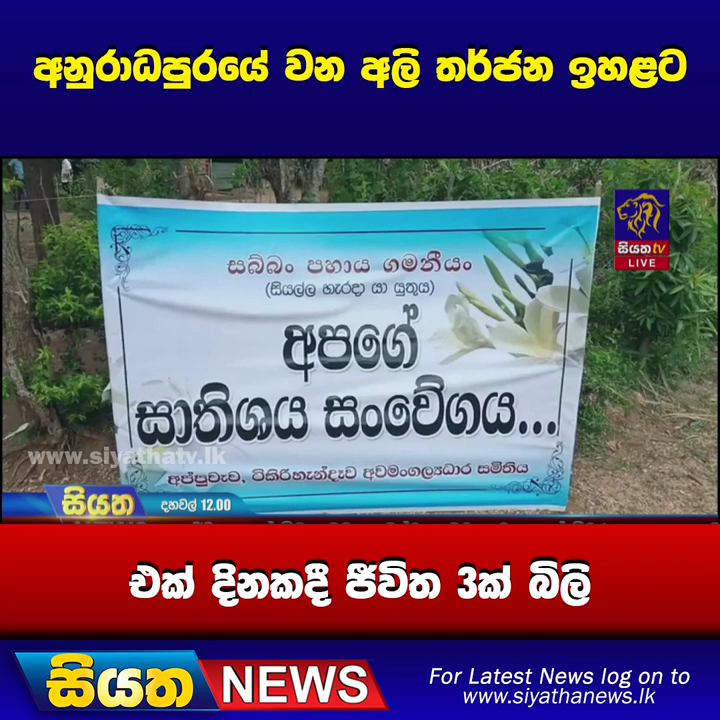 අනුරාධපුරයේ වන අලි තර්ජන ඉහළට
සියත tv
LIVE
සබ්බං පහාය ගමනීයං
(සියල්ල හැරදා යා යුතුය)
අපගේ
සාතිශය සංවේගය...
www.siyathatv.lk
අප්පුවැව, ටිකිරිහැන්දෑව අවමංගල්‍යධාර සමිතිය
සියත
දහවල් 12.00
එක් දිනකදී ජීවිත 3ක් බිලි
සියත NEWS
For Latest News log on to
www.siyathanews.lk